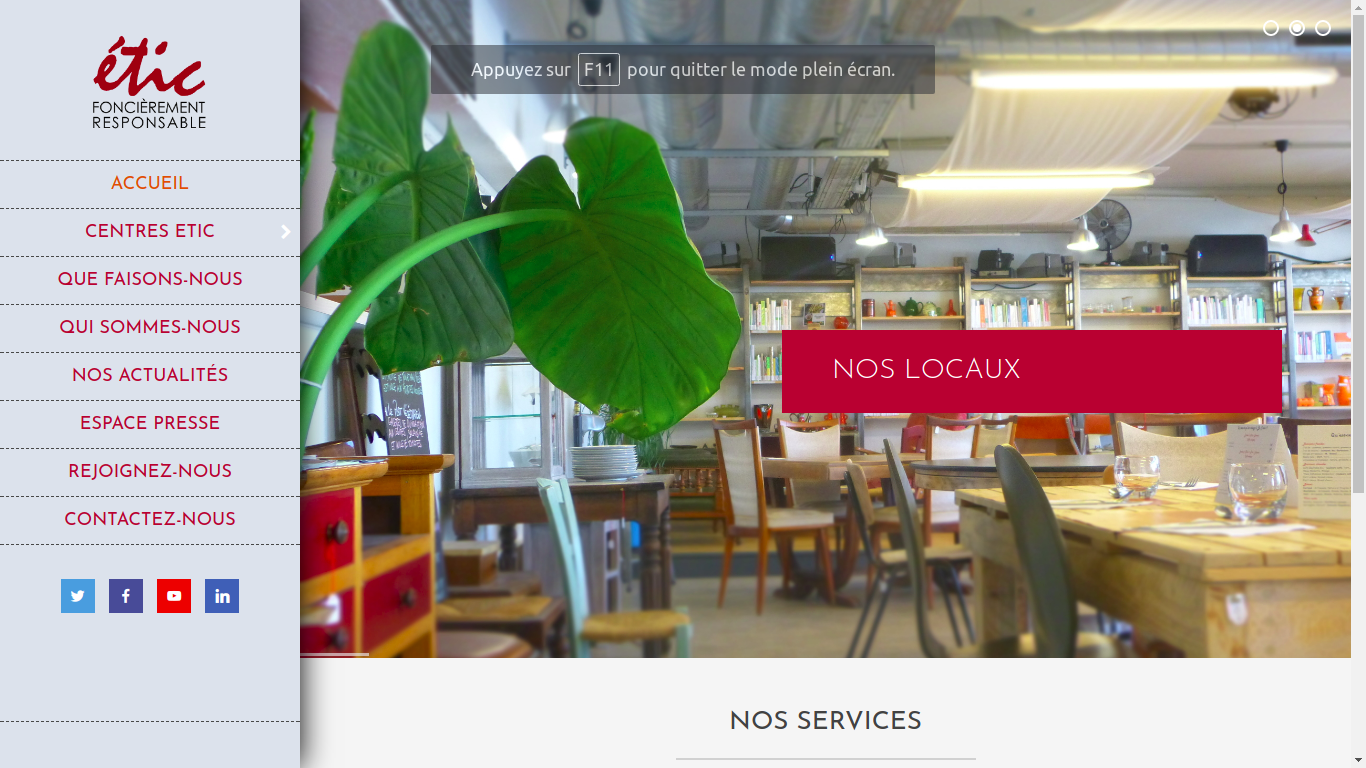 étic
FONCIÈREMENT
RESPONSABLE
ACCUEIL
CENTRES ETIC
QUE FAISONS-NOUS
QUI SOMMES-NOUS
NOS ACTUALITÉS
ESPACE PRESSE
REJOIGNEZ-NOUS
CONTACTEZ-NOUS
Appuyez sur F11 pour quitter le mode plein écran.
NOS LOCAUX
NOS SERVICES